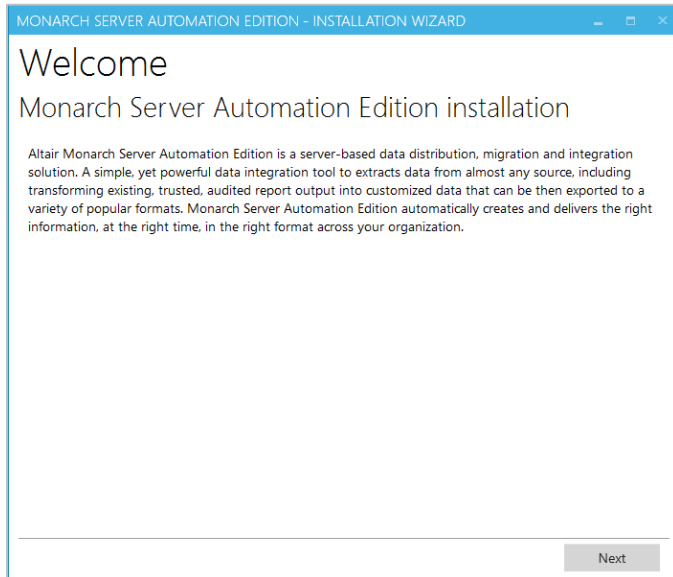 MONARCH SERVER AUTOMATION EDITION - INSTALLATION WIZARD
Welcome
Monarch Server Automation Edition installation
Altair Monarch Server Automation Edition is a server-based data distribution, migration and integration
solution. A simple, yet powerful data integration tool to extracts data from almost any source, including
transforming existing, trusted, audited report output into customized data that can be then exported to a
variety of popular formats. Monarch Server Automation Edition automatically creates and delivers the right
information, at the right time, in the right format across your organization.
Next